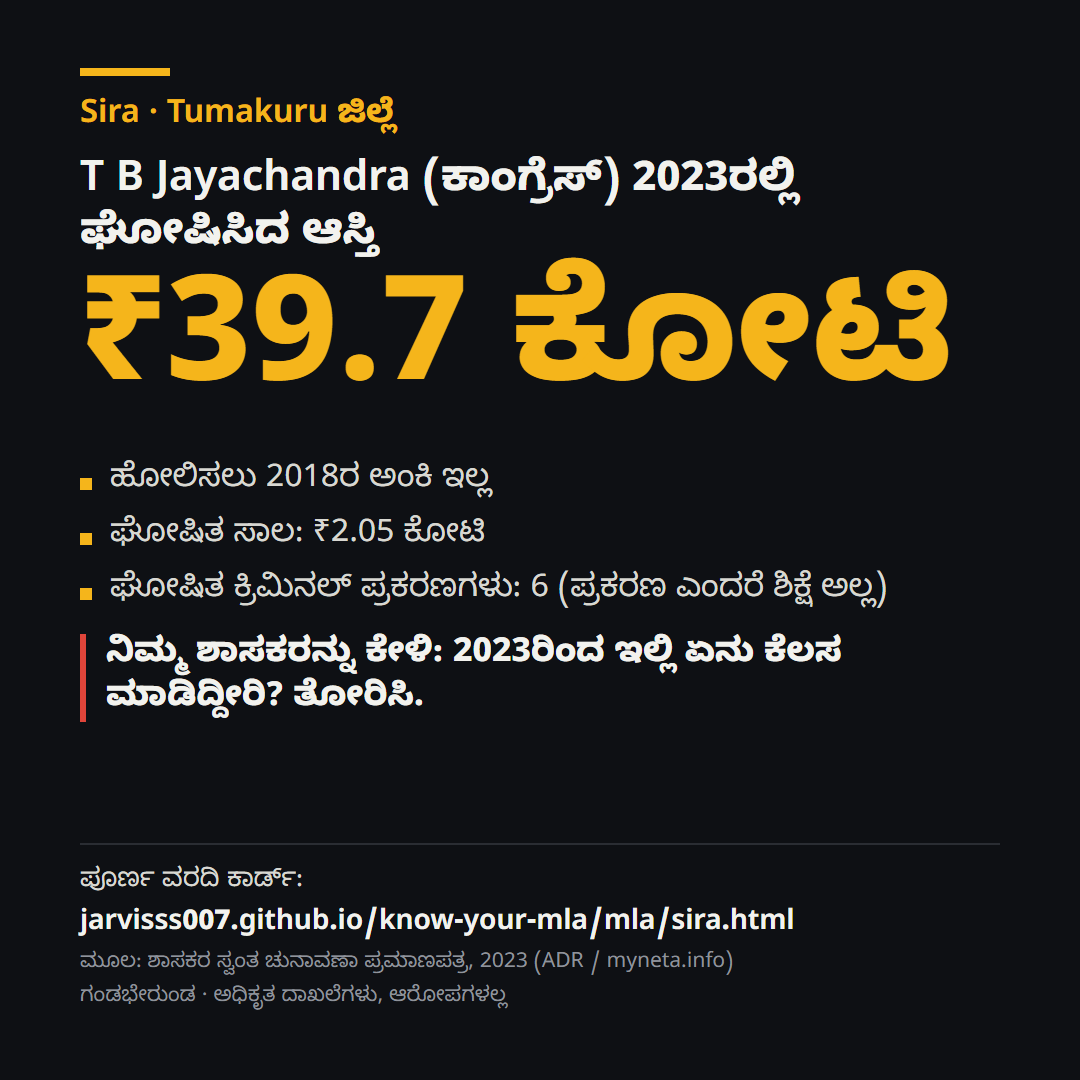 Sira · Tumakuru ಜಿಲ್ಲೆ
T B Jayachandra (ಕಾಂಗ್ರೆಸ್) 2023ರಲ್ಲಿ
ಘೋಷಿಸಿದ ಆಸ್ತಿ
₹39.7 ಕೋಟಿ
ಹೋಲಿಸಲು 2018ರ ಅಂಕಿ ಇಲ್ಲ
ಘೋಷಿತ ಸಾಲ: ₹2.05 ಕೋಟಿ
ಘೋಷಿತ ಕ್ರಿಮಿನಲ್ ಪ್ರಕರಣಗಳು: 6 (ಪ್ರಕರಣ ಎಂದರೆ ಶಿಕ್ಷೆ ಅಲ್ಲ)
ನಿಮ್ಮ ಶಾಸಕರನ್ನು ಕೇಳಿ: 2023ರಿಂದ ಇಲ್ಲಿ ಏನು ಕೆಲಸ
ಮಾಡಿದ್ದೀರಿ? ತೋರಿಸಿ.
ಪೂರ್ಣ ವರದಿ ಕಾರ್ಡ್:
jarvisss007.github.io/know-your-mla/mla/sira.html
ಮೂಲ: ಶಾಸಕರ ಸ್ವಂತ ಚುನಾವಣಾ ಪ್ರಮಾಣಪತ್ರ, 2023 (ADR / myneta.info)
ಗಂಡಭೇರುಂಡ · ಅಧಿಕೃತ ದಾಖಲೆಗಳು, ಆರೋಪಗಳಲ್ಲ